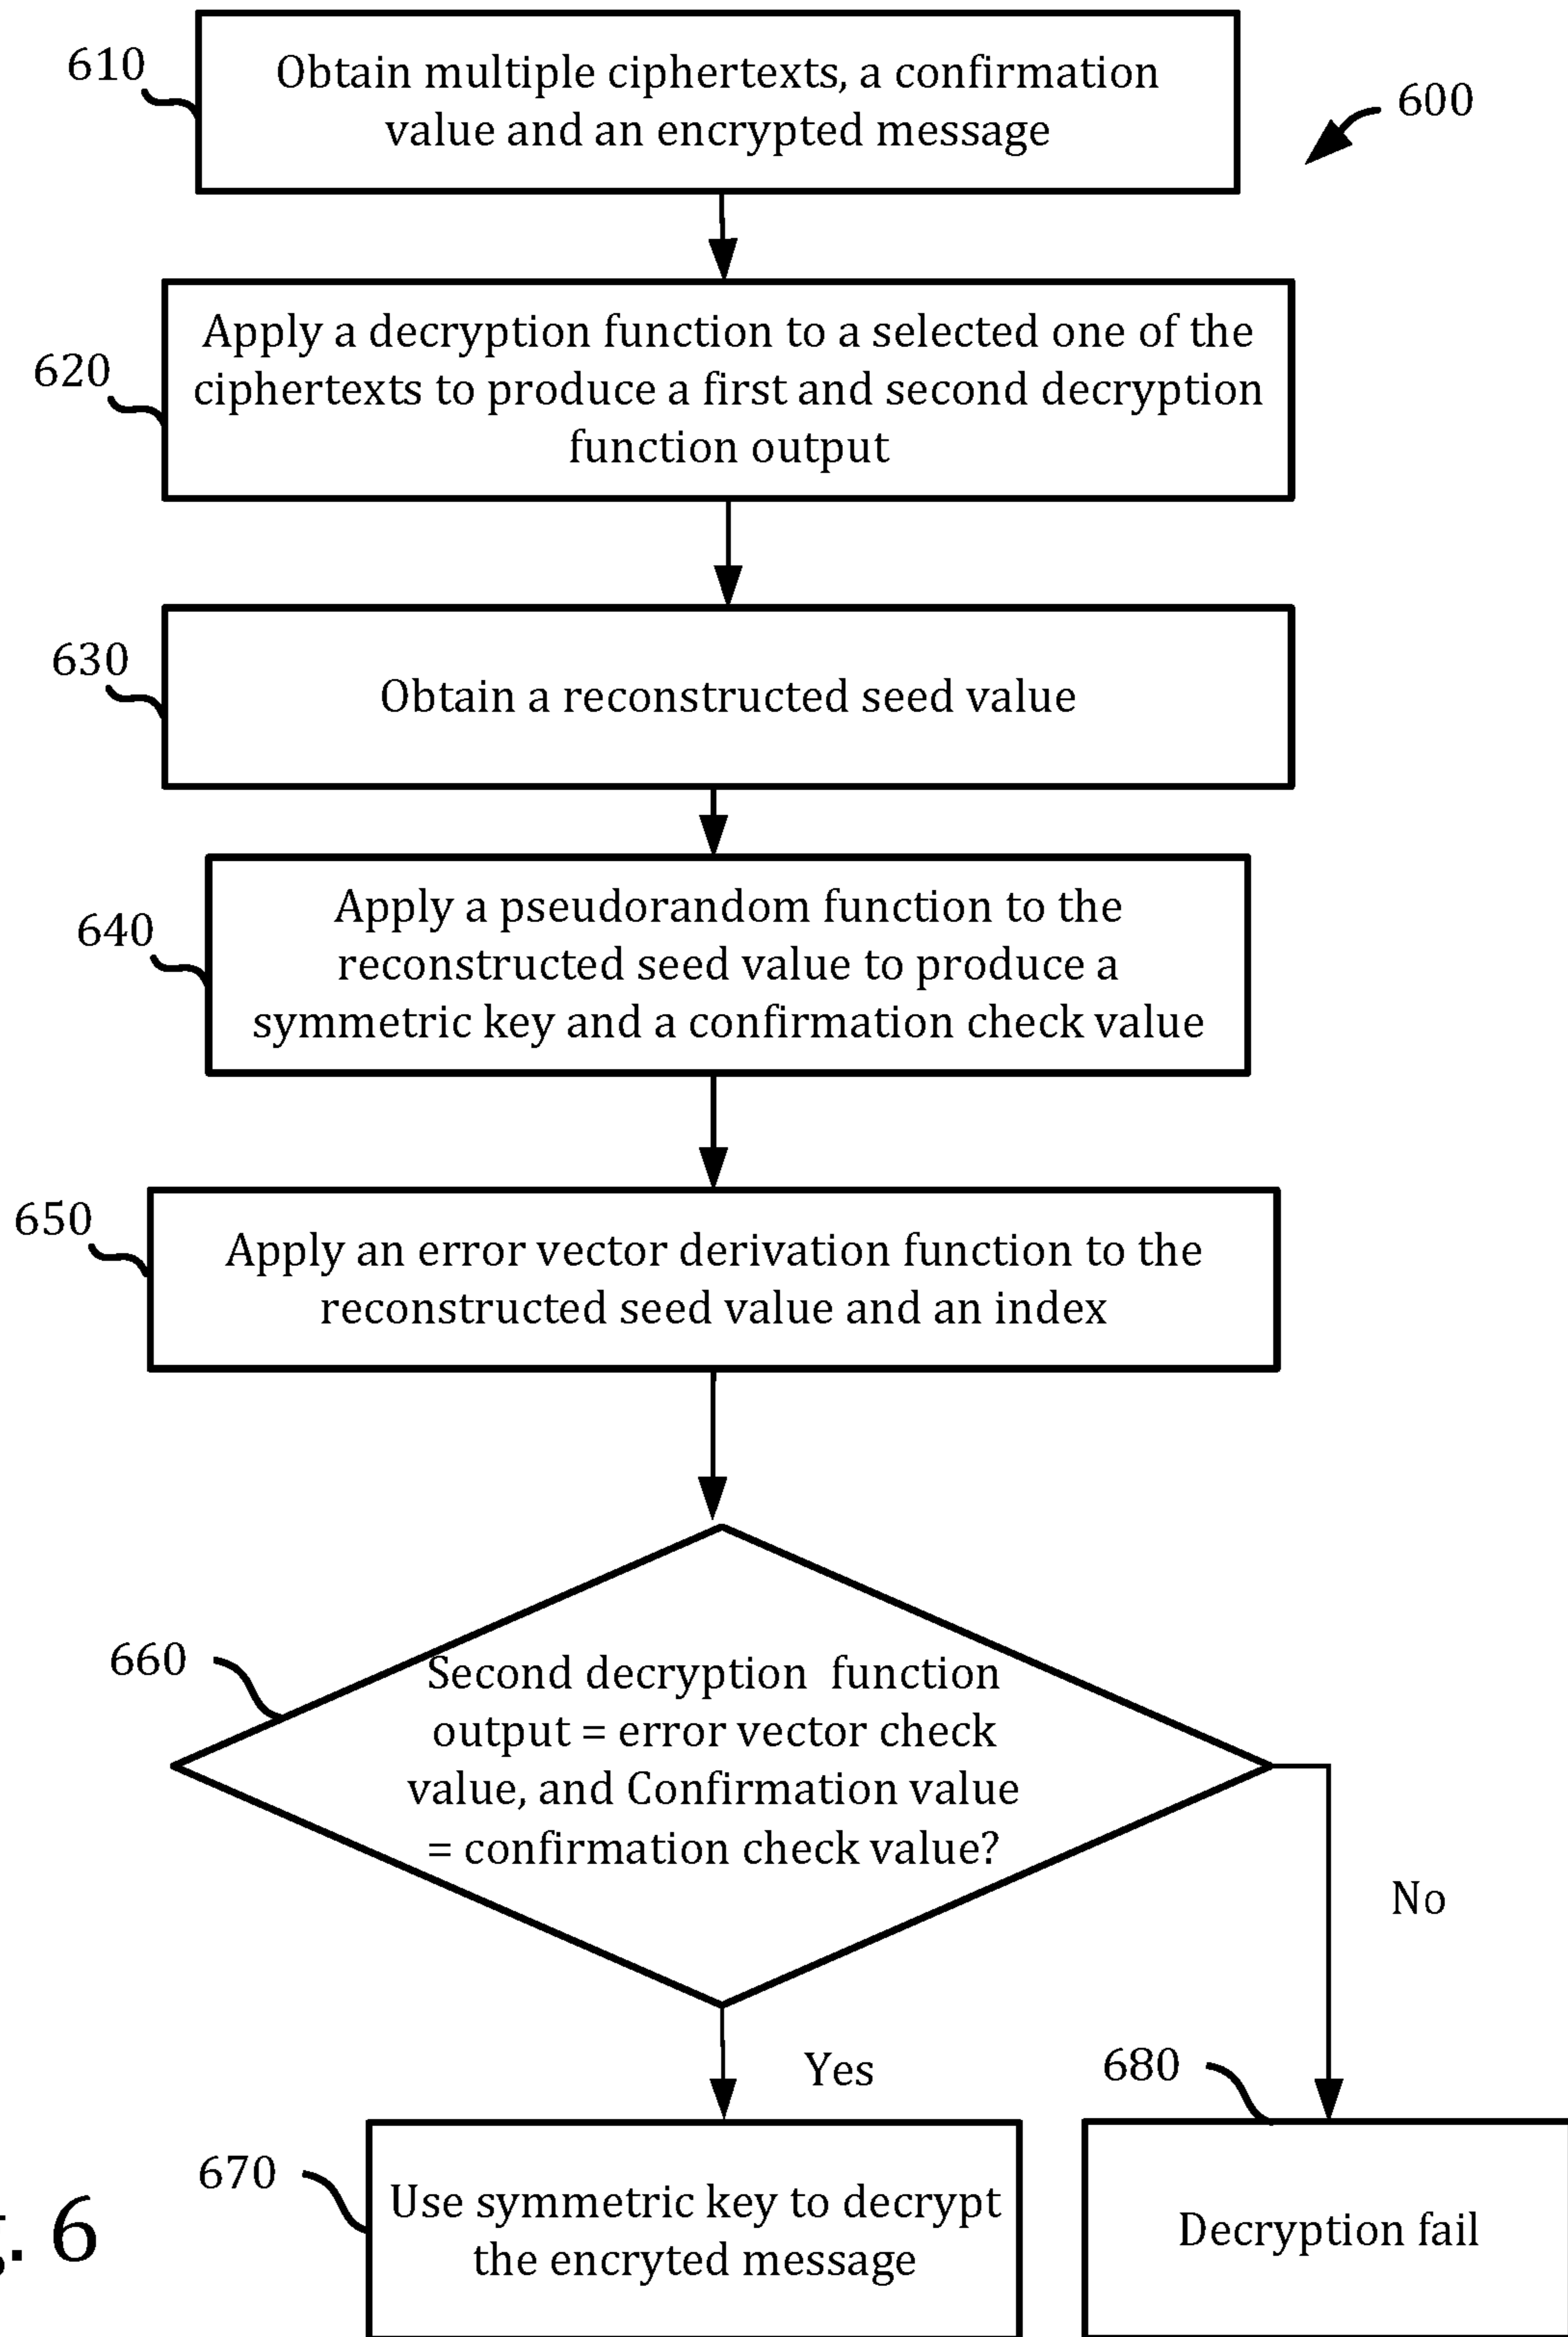 610
Obtain multiple ciphertexts, a confirmation
value and an encrypted message
600
620
Apply a decryption function to a selected one of the
ciphertexts to produce a first and second decryption
function output
630
Obtain a reconstructed seed value
640
Apply a pseudorandom function to the
reconstructed seed value to produce a
symmetric key and a confirmation check value
650
Apply an error vector derivation function to the
reconstructed seed value and an index
660
Second decryption function
output = error vector check
value, and Confirmation value
= confirmation check value?
No
Yes
680
670
Use symmetric key to decrypt
the encryted message
Decryption fail
. 6